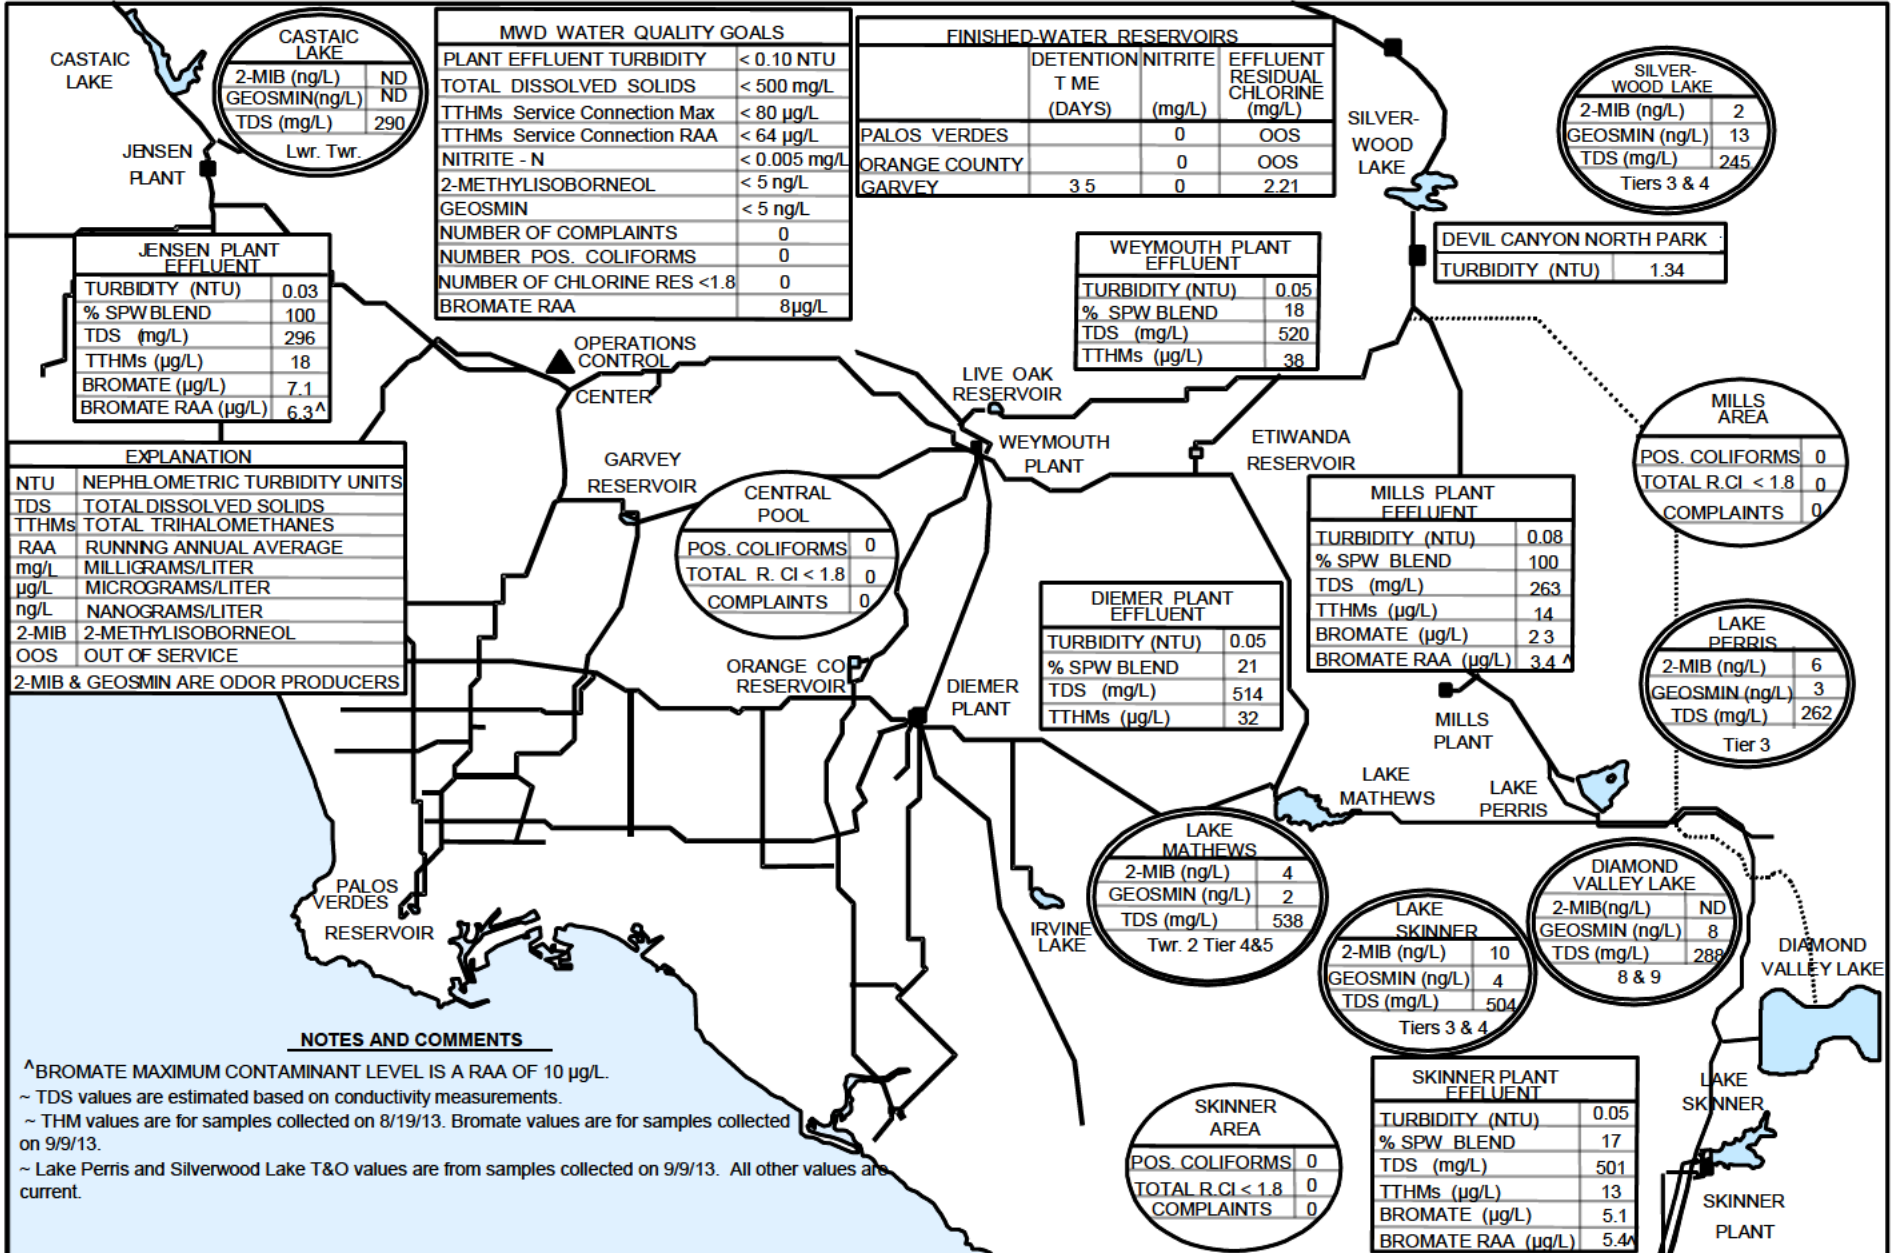 CASTAIC
LAKE
CASTAIC
LAKE
2-MIB (ng/L) ND
GEOSMIN(ng/L) ND
TDS (mg/L) 290
Lwr. Twr.
JENSEN
PLANT
MWD WATER QUALITY GOALS
PLANT EFFLUENT TURBIDITY < 0.10 NTU
TOTAL DISSOLVED SOLIDS < 500 mg/L
TTHMs Service Connection Max < 80 µg/L
TTHMs Service Connection RAA < 64 µg/L
NITRITE - N < 0.005 mg/L
2-METHYLISOBORNEOL < 5 ng/L
GEOSMIN < 5 ng/L
NUMBER OF COMPLAINTS 0
NUMBER POS. COLIFORMS 0
NUMBER OF CHLORINE RES <1.8 0
BROMATE RAA 8µg/L
FINISHED-WATER RESERVOIRS
DETENTION NITRITE EFFLUENT
RESIDUAL
T ME CHLORINE
(DAYS) (mg/L) (mg/L)
PALOS VERDES 0 OOS
ORANGE COUNTY 0 OOS
GARVEY 3 5 0 2.21
SILVER-
WOOD
LAKE
SILVER-
WOOD LAKE
2-MIB (ng/L) 2
GEOSMIN (ng/L) 13
TDS (mg/L) 245
Tiers 3 & 4
DEVIL CANYON NORTH PARK
TURBIDITY (NTU) 1.34
JENSEN PLANT
EFFLUENT
TURBIDITY (NTU) 0.03
% SPW BLEND 100
TDS (mg/L) 296
TTHMs (µg/L) 18
BROMATE (µg/L) 7.1
BROMATE RAA (µg/L) 6.3^
WEYMOUTH PLANT
EFFLUENT
TURBIDITY (NTU) 0.05
% SPW BLEND 18
TDS (mg/L) 520
TTHMs (µg/L) 38
OPERATIONS
CONTROL
CENTER
LIVE OAK
RESERVOIR
WEYMOUTH
PLANT
ETIWANDA
RESERVOIR
GARVEY
RESERVOIR
MILLS
AREA
POS. COLIFORMS 0
TOTAL R.Cl < 1.8 0
COMPLAINTS 0
EXPLANATION
NTU NEPHELOMETRIC TURBIDITY UNITS
TDS TOTAL DISSOLVED SOLIDS
TTHMs TOTAL TRIHALOMETHANES
RAA RUNNING ANNUAL AVERAGE
mg/L MILLIGRAMS/LITER
µg/L MICROGRAMS/LITER
ng/L NANOGRAMS/LITER
2-MIB 2-METHYLISOBORNEOL
OOS OUT OF SERVICE
2-MIB & GEOSMIN ARE ODOR PRODUCERS
CENTRAL
POOL
POS. COLIFORMS 0
TOTAL R. Cl < 1.8 0
COMPLAINTS 0
MILLS PLANT
EFFLUENT
TURBIDITY (NTU) 0.08
% SPW BLEND 100
TDS (mg/L) 263
TTHMs (µg/L) 14
BROMATE (µg/L) 2 3
BROMATE RAA (µg/L) 3.4 ^
DIEMER PLANT
EFFLUENT
TURBIDITY (NTU) 0.05
% SPW BLEND 21
TDS (mg/L) 514
TTHMs (µg/L) 32
LAKE
PERRIS
2-MIB (ng/L) 6
GEOSMIN (ng/L) 3
TDS (mg/L) 262
Tier 3
ORANGE CO
RESERVOIR
DIEMER
PLANT
MILLS
PLANT
LAKE
MATHEWS
LAKE
PERRIS
LAKE
MATHEWS
2-MIB (ng/L) 4
GEOSMIN (ng/L) 2
TDS (mg/L) 538
Twr. 2 Tier 4&5
DIAMOND
VALLEY LAKE
2-MIB(ng/L) ND
GEOSMIN (ng/L) 8
TDS (mg/L) 288
8 & 9
PALOS
VERDES
RESERVOIR
IRVINE
LAKE
LAKE
SKINNER
2-MIB (ng/L) 10
GEOSMIN (ng/L) 4
TDS (mg/L) 504
Tiers 3 & 4
DIAMOND
VALLEY LAKE
NOTES AND COMMENTS
^BROMATE MAXIMUM CONTAMINANT LEVEL IS A RAA OF 10 µg/L.
~ TDS values are estimated based on conductivity measurements.
~ THM values are for samples collected on 8/19/13. Bromate values are for samples collected
on 9/9/13.
~ Lake Perris and Silverwood Lake T&O values are from samples collected on 9/9/13. All other values are
current.
SKINNER
AREA
POS. COLIFORMS 0
TOTAL R.Cl < 1.8 0
COMPLAINTS 0
SKINNER PLANT
EFFLUENT
TURBIDITY (NTU) 0.05
% SPW BLEND 17
TDS (mg/L) 501
TTHMs (µg/L) 13
BROMATE (µg/L) 5.1
BROMATE RAA (µg/L) 5.4^
LAKE
SKINNER
SKINNER
PLANT